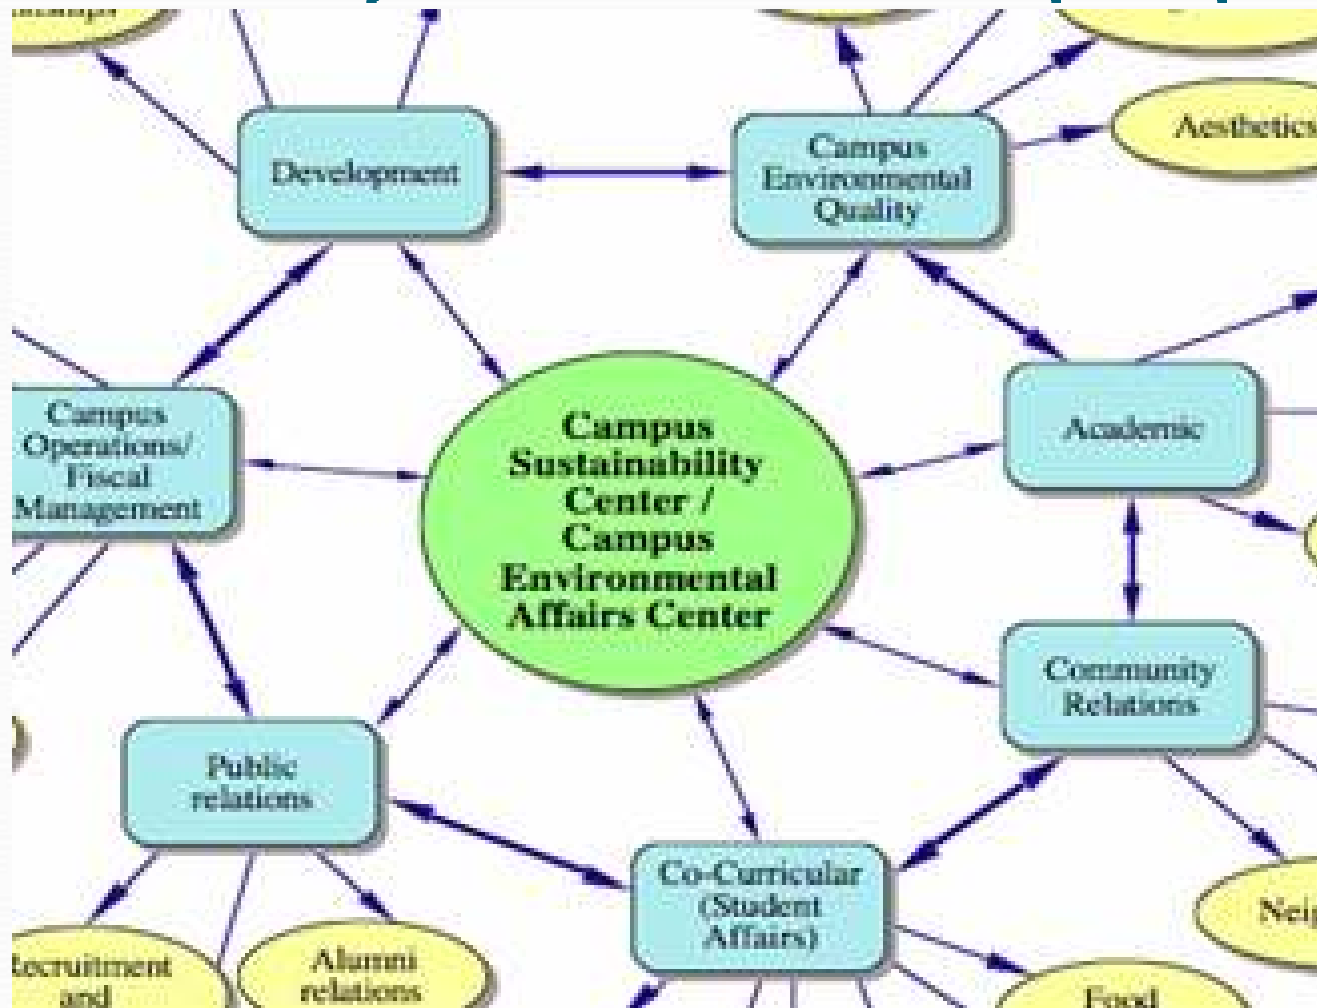 Development
Campus
Environmental
Quality
Aesthetics
Campus
Operations/
Fiscal
Management
Campus
Sustainability
Center /
Campus
Environmental
Affairs Center
Academic
Community
Relations
Public
relations
Co-Curricular
(Student
Affairs)
and
Alumni
relations
Food